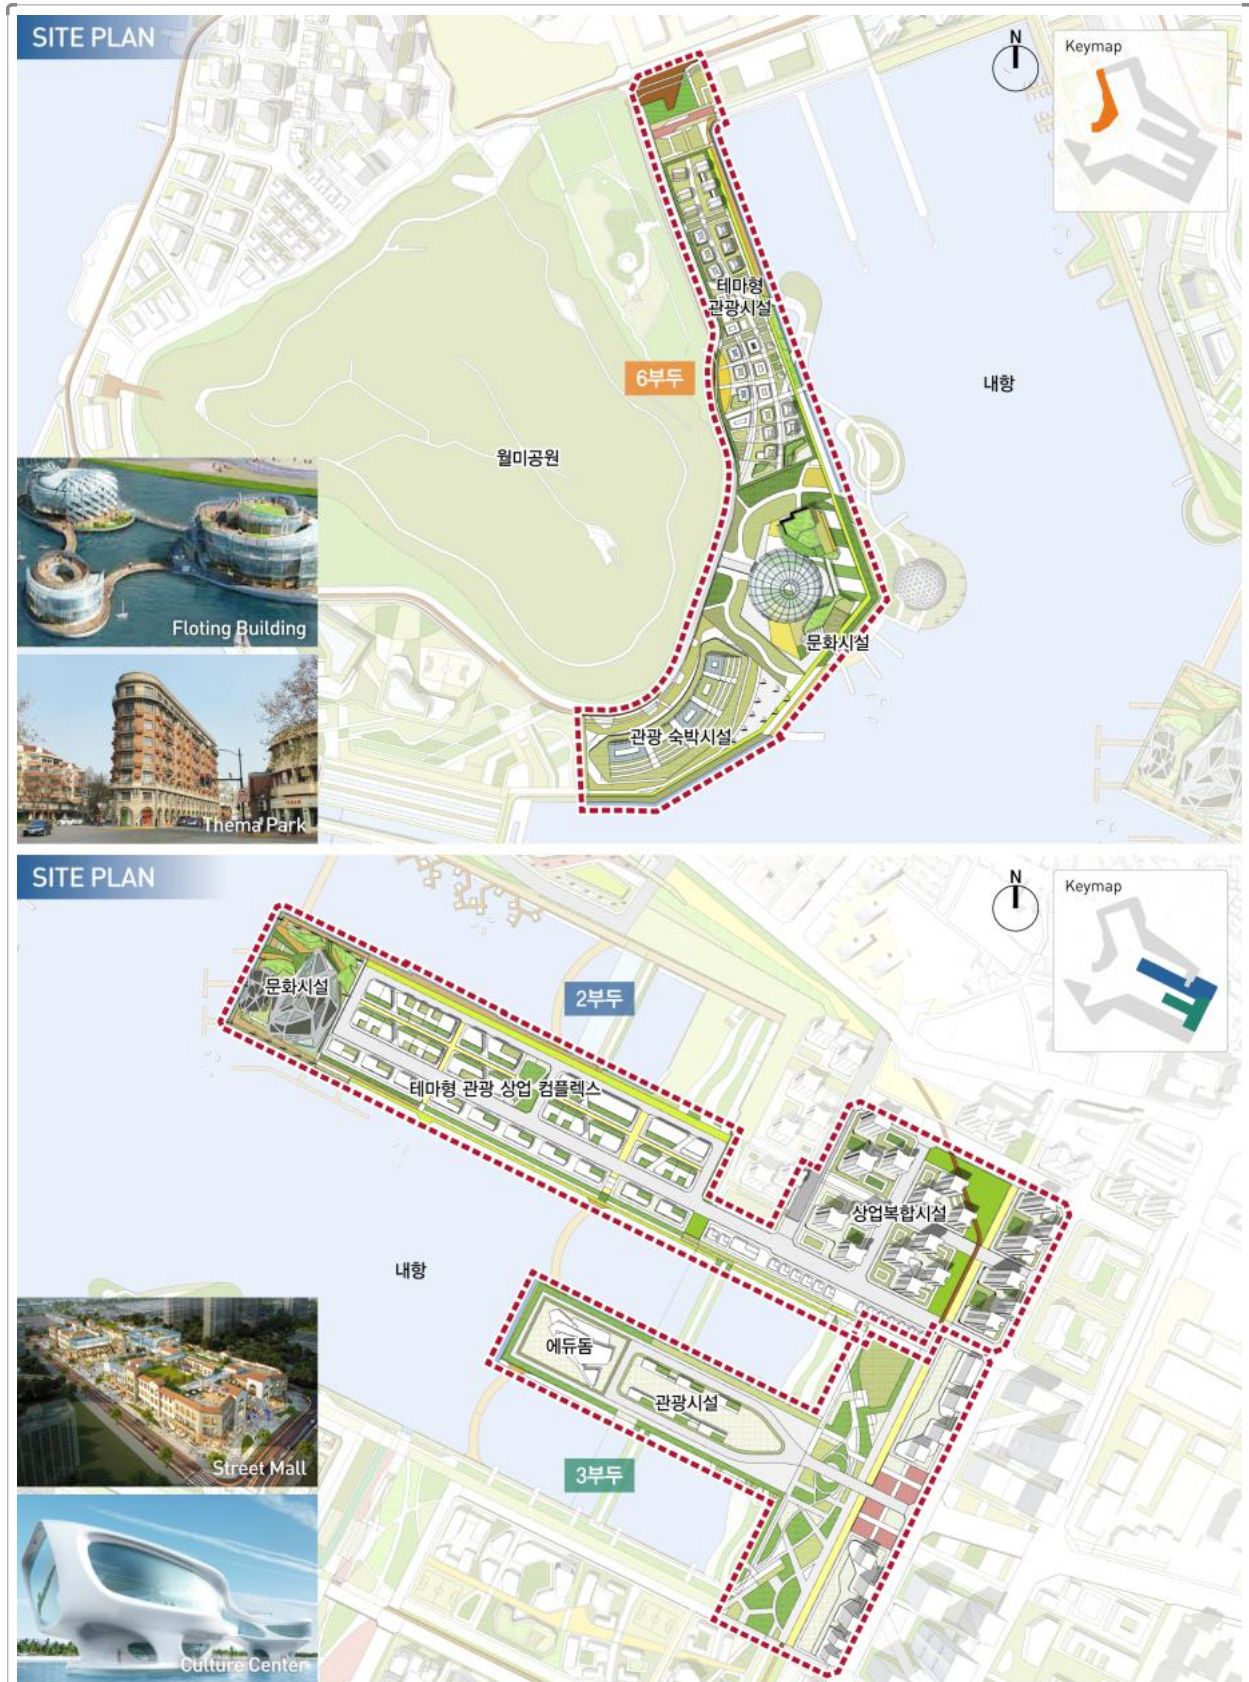 SITE PLAN
N
Keymap
테마형
관광시설
6부두
내항
월미공원
문화시설
관광 숙박시설
Floting Building
Thema Park
SITE PLAN
N
Keymap
문화시설
2부두
테마형 관광 상업 컴플렉스
상업복합시설
내항
에듀돔
관광시설
3부두
Street Mall
Culture Center